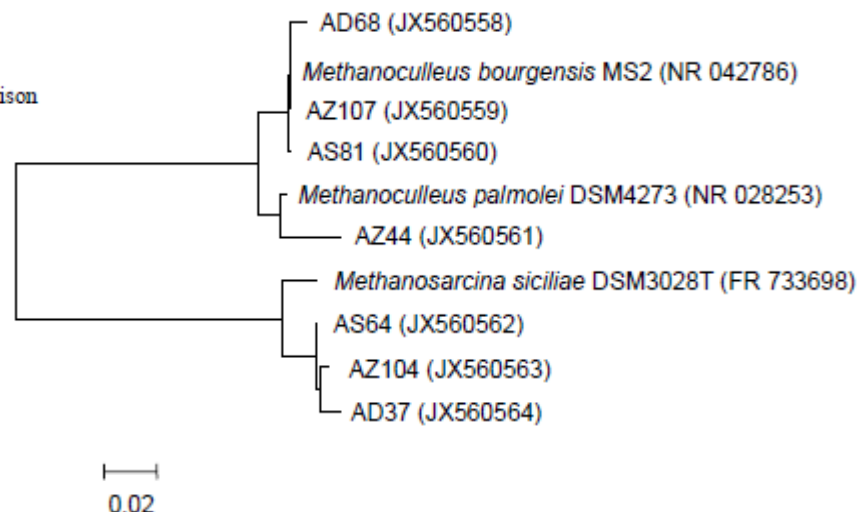 AD68 (JX560558)
Methanoculleus bourgensis MS2 (NR 042786)
ison
AZ107 (JX560559)
AS81 (JX560560)
Methanoculleus palmolei DSM4273 (NR 028253)
AZ44 (JX560561)
Methanosarcina siciliae DSM3028T (FR 733698)
AS64 (JX560562)
AZ104 (JX560563)
AD37 (JX560564)
0.02